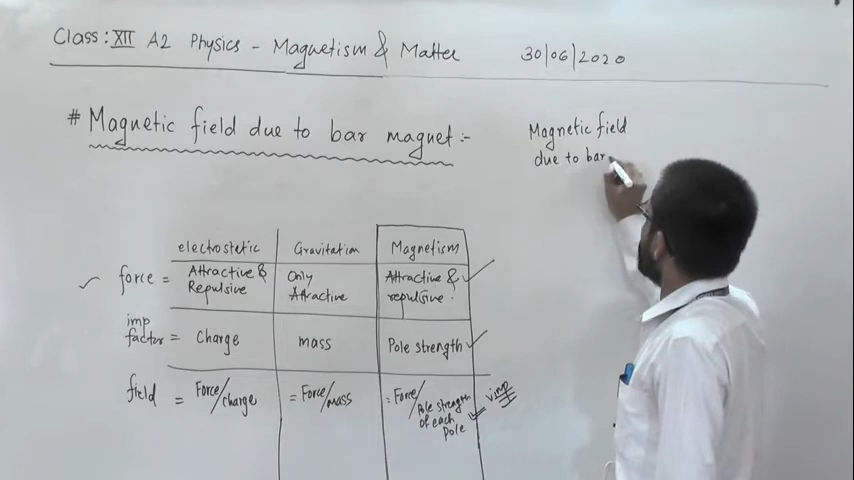 Class: XII A2 Physics - Magnetism & Matter 30/06/2020
# Magnetic field due to bar magnet :-
Magnetic field
due to bar
electrostatic Gravitation Magnetism
force = Attractive & Repulsive Only Attractive Attractive & repulsive.
imp factor = Charge mass Pole strength
field = Force/charge = Force/mass = Force/Pole strength of each Pole vimp